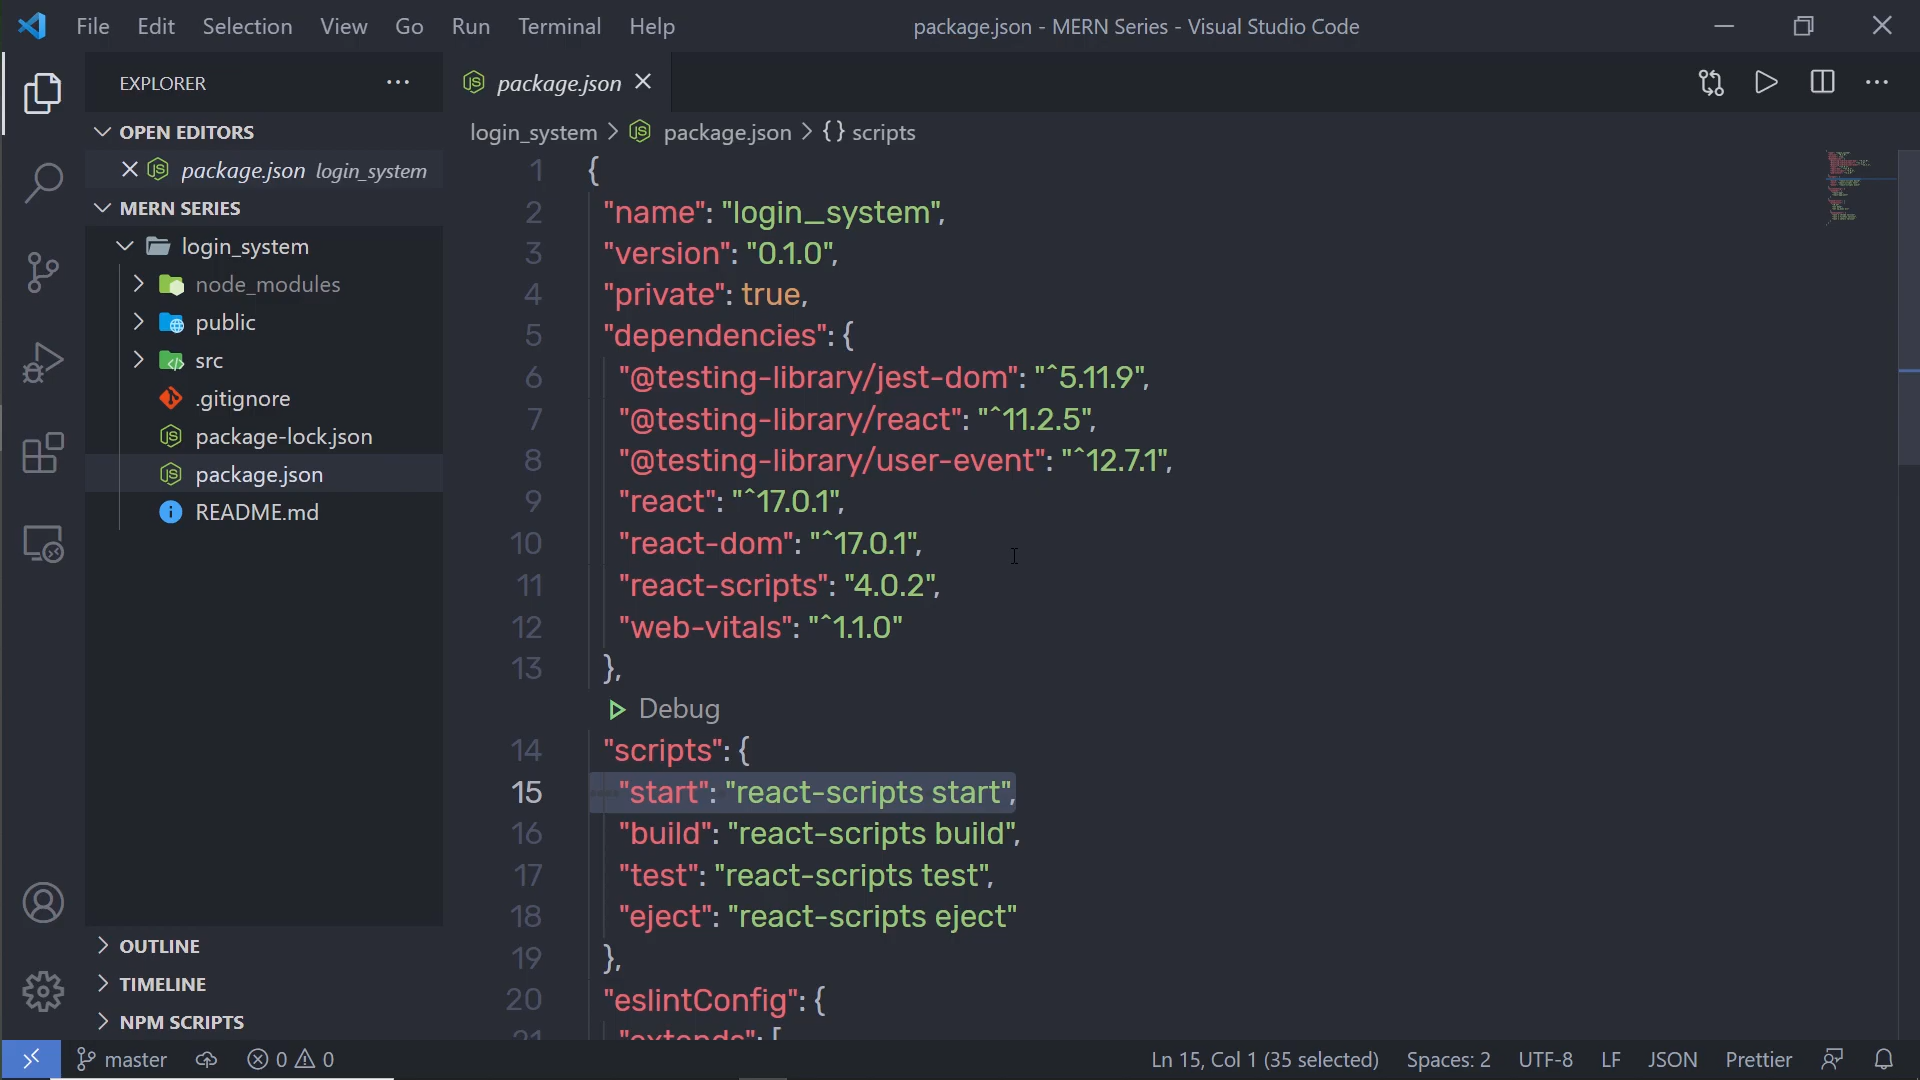 File Edit Selection View Go Run Terminal Help package.json - MERN Series - Visual Studio Code
EXPLORER
OPEN EDITORS
package.json login_system
MERN SERIES
login_system
node_modules
public
src
.gitignore
package-lock.json
package.json
README.md
OUTLINE
TIMELINE
NPM SCRIPTS
package.json
login_system > package.json > {} scripts
1 {
2 "name": "login_system",
3 "version": "0.1.0",
4 "private": true,
5 "dependencies": {
6 "@testing-library/jest-dom": "^5.11.9",
7 "@testing-library/react": "^11.2.5",
8 "@testing-library/user-event": "^12.7.1",
9 "react": "^17.0.1",
10 "react-dom": "^17.0.1",
11 "react-scripts": "4.0.2",
12 "web-vitals": "^1.1.0"
13 },
Debug
14 "scripts": {
15 "start": "react-scripts start",
16 "build": "react-scripts build",
17 "test": "react-scripts test",
18 "eject": "react-scripts eject"
19 },
20 "eslintConfig": {
21 "extends": [
master 0 0 Ln 15, Col 1 (35 selected) Spaces: 2 UTF-8 LF JSON Prettier